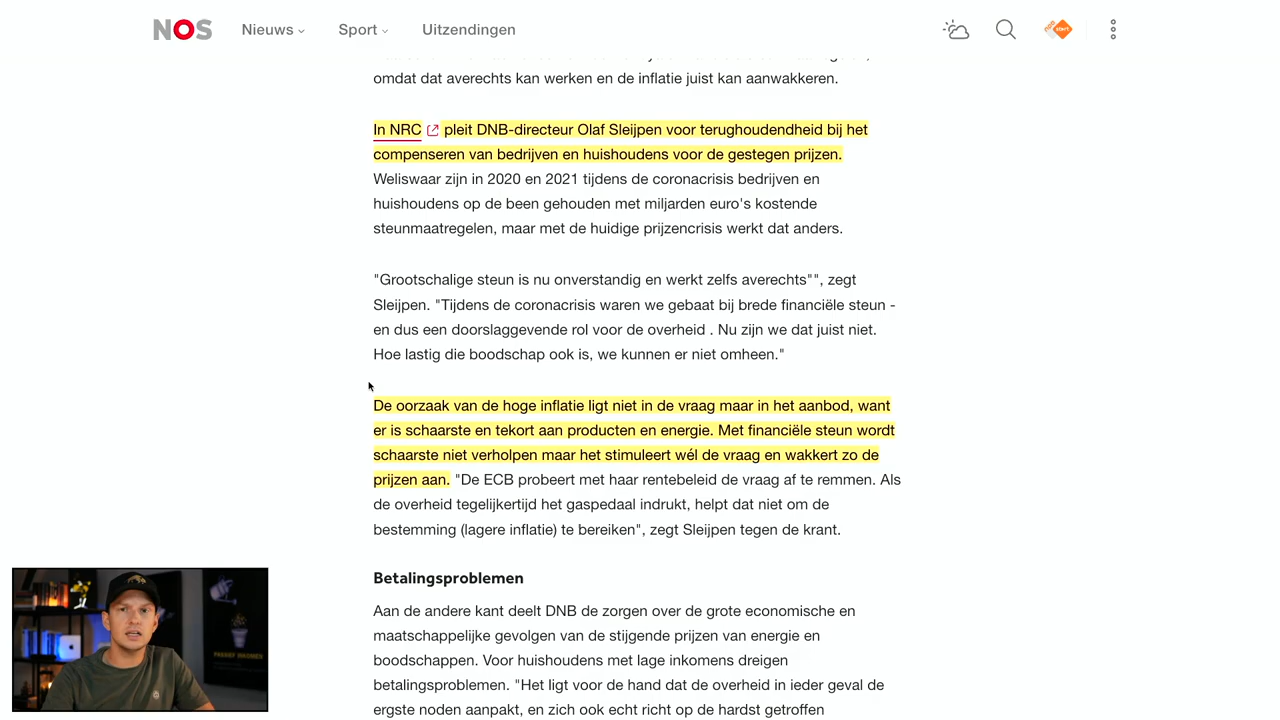 NOS
Nieuws
Sport
Uitzendingen
start
omdat dat averechts kan werken en de inflatie juist kan aanwakkeren.
In NRC pleit DNB-directeur Olaf Sleijpen voor terughoudendheid bij het
compenseren van bedrijven en huishoudens voor de gestegen prijzen.
Weliswaar zijn in 2020 en 2021 tijdens de coronacrisis bedrijven en
huishoudens op de been gehouden met miljarden euro's kostende
steunmaatregelen, maar met de huidige prijzencrisis werkt dat anders.
"Grootschalige steun is nu onverstandig en werkt zelfs averechts"", zegt
Sleijpen. "Tijdens de coronacrisis waren we gebaat bij brede financiële steun -
en dus een doorslaggevende rol voor de overheid . Nu zijn we dat juist niet.
Hoe lastig die boodschap ook is, we kunnen er niet omheen."
De oorzaak van de hoge inflatie ligt niet in de vraag maar in het aanbod, want
er is schaarste en tekort aan producten en energie. Met financiële steun wordt
schaarste niet verholpen maar het stimuleert wél de vraag en wakkert zo de
prijzen aan. "De ECB probeert met haar rentebeleid de vraag af te remmen. Als
de overheid tegelijkertijd het gaspedaal indrukt, helpt dat niet om de
bestemming (lagere inflatie) te bereiken", zegt Sleijpen tegen de krant.
Betalingsproblemen
Aan de andere kant deelt DNB de zorgen over de grote economische en
maatschappelijke gevolgen van de stijgende prijzen van energie en
boodschappen. Voor huishoudens met lage inkomens dreigen
betalingsproblemen. "Het ligt voor de hand dat de overheid in ieder geval de
ergste noden aanpakt, en zich ook echt richt op de hardst getroffen